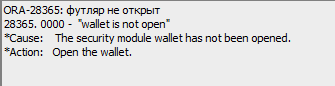 ORA-28365: футляр не открыт
28365. 0000 -  "wallet is not open"
*Cause:    The security module wallet has not been opened.
*Action:   Open the wallet.